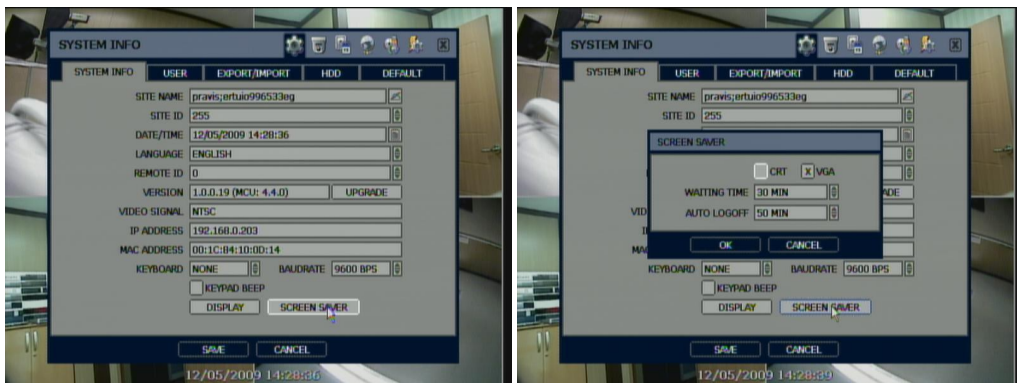 SYSTEM INFO
SYSTEM INFO USER EXPORT/IMPORT HDD DEFAULT
SITE NAME pravis;ertuio996533eg
SITE ID 255
DATE/TIME 12/05/2009 14:28:36
LANGUAGE ENGLISH
REMOTE ID 0
VERSION 1.0.0.19 (MCU: 4.4.0) UPGRADE
VIDEO SIGNAL NTSC
IP ADDRESS 192.168.0.203
MAC ADDRESS 00:1C:84:10:0D:14
KEYBOARD NONE BAUDRATE 9600 BPS
KEYPAD BEEP
DISPLAY SCREEN SAVER
SAVE CANCEL
12/05/2009 14:28:36
SYSTEM INFO
SYSTEM INFO USER EXPORT/IMPORT HDD DEFAULT
SITE NAME pravis;ertuio996533eg
SITE ID 255
SCREEN SAVER
CRT X VGA
WAITING TIME 30 MIN
ADE
VID
AUTO LOGOFF 50 MIN
OK CANCEL
MA
KEYBOARD NONE BAUDRATE 9600 BPS
KEYPAD BEEP
DISPLAY SCREEN SAVER
SAVE CANCEL
12/05/2009 14:28:39